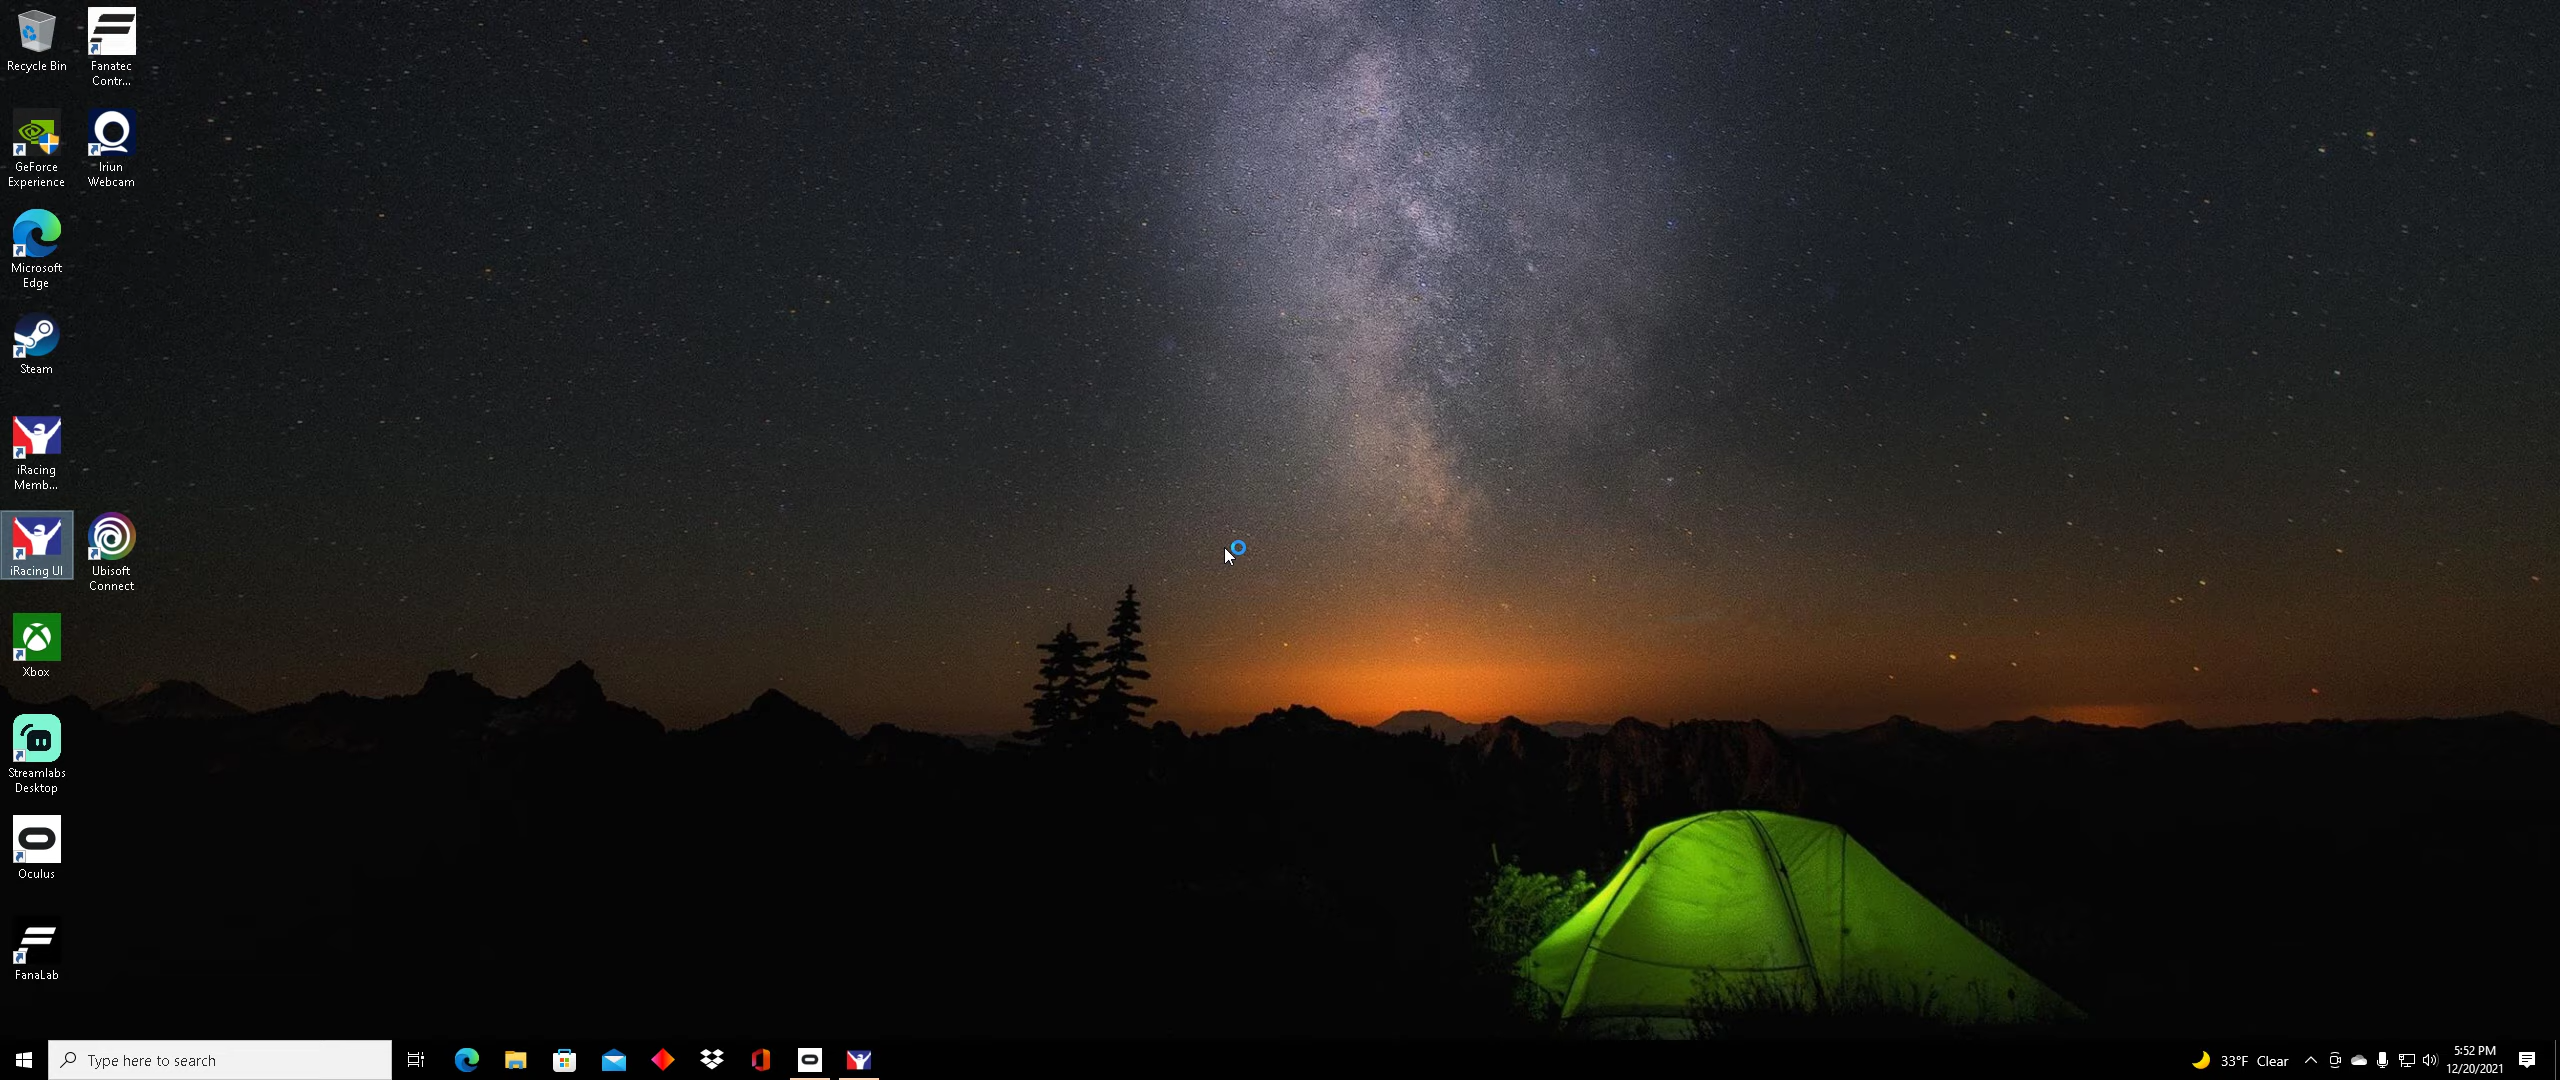 Recycle Bin
Fanatec
Contr...
GeForce
Experience
Iriun
Webcam
Microsoft
Edge
Steam
iRacing
Memb...
iRacing UI
Ubisoft
Connect
Xbox
Streamlabs
Desktop
Oculus
FanaLab
Type here to search
33°F Clear
5:52 PM
12/20/2021